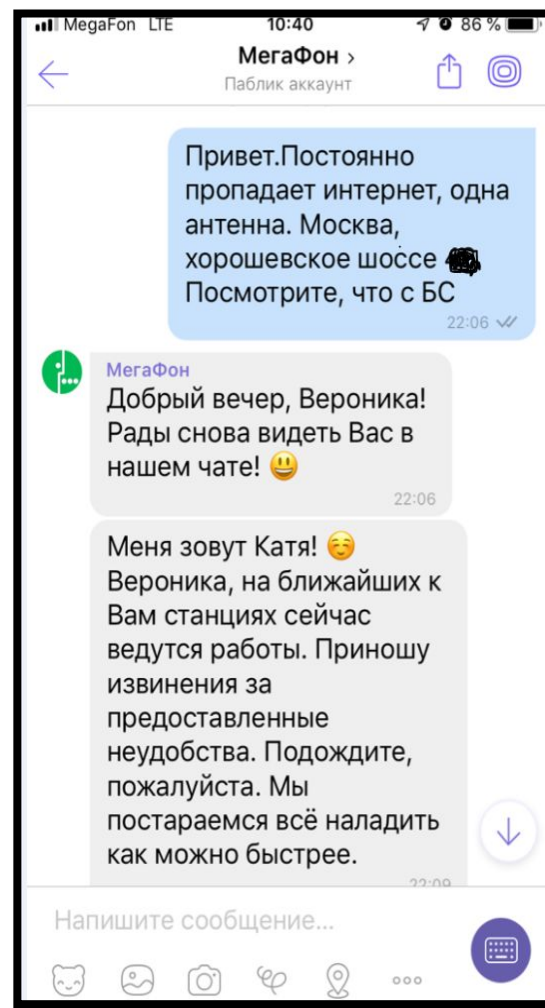 MegaFon LTE 10:40 86 %
МегаФон >
Паблик аккаунт
Привет.Постоянно
пропадает интернет, одна
антенна. Москва,
хорошевское шоссе
Посмотрите, что с БС
22:06
МегаФон
Добрый вечер, Вероника!
Рады снова видеть Вас в
нашем чате! 😃
22:06
Меня зовут Катя! ☺️
Вероника, на ближайших к
Вам станциях сейчас
ведутся работы. Приношу
извинения за
предоставленные
неудобства. Подождите,
пожалуйста. Мы
постараемся всё наладить
как можно быстрее.
22:09
Напишите сообщение...